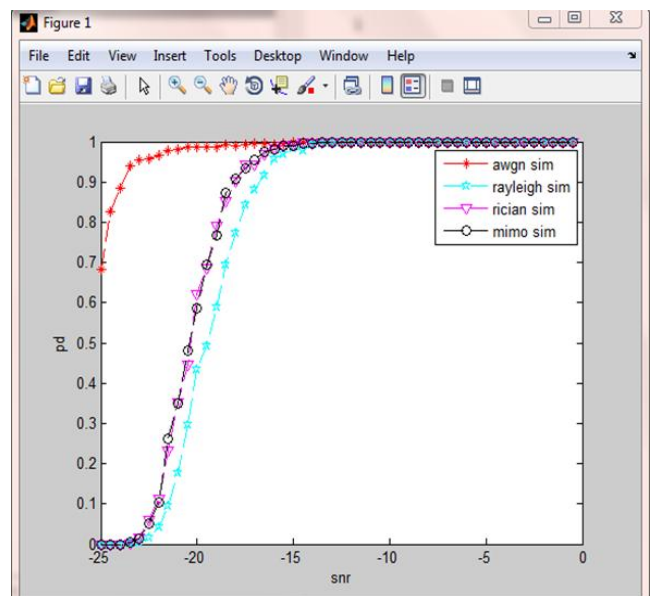 Figure 1
File Edit View Insert Tools Desktop Window Help
1
0.9
0.8
0.7
0.6
0.5
0.4
0.3
0.2
0.1
0
pd
-25 -20 -15 -10 -5 0
snr
awgn sim
rayleigh sim
rician sim
mimo sim